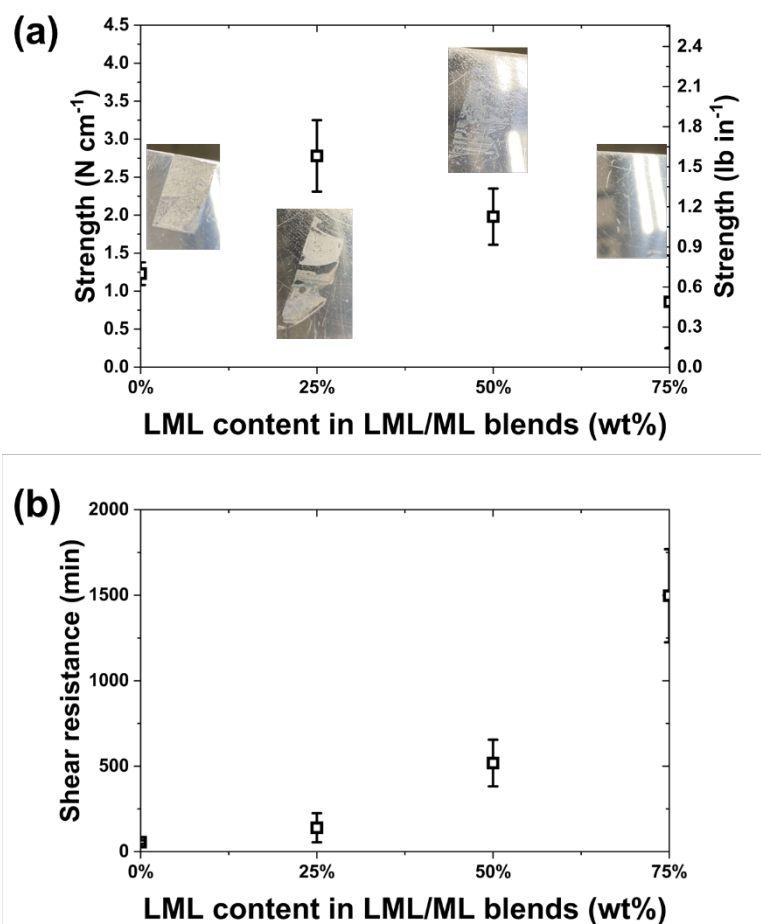 (a)
4.5
4.0
3.5
3.0
2.5
2.0
1.5
1.0
0.5
0.0
Strength (N cm⁻¹)
2.4
2.1
1.8
1.5
1.2
0.9
0.6
0.3
0.0
Strength (lb in⁻¹)
0% 25% 50% 75%
LML content in LML/ML blends (wt%)
(b)
2000
1500
1000
500
0
Shear resistance (min)
0% 25% 50% 75%
LML content in LML/ML blends (wt%)